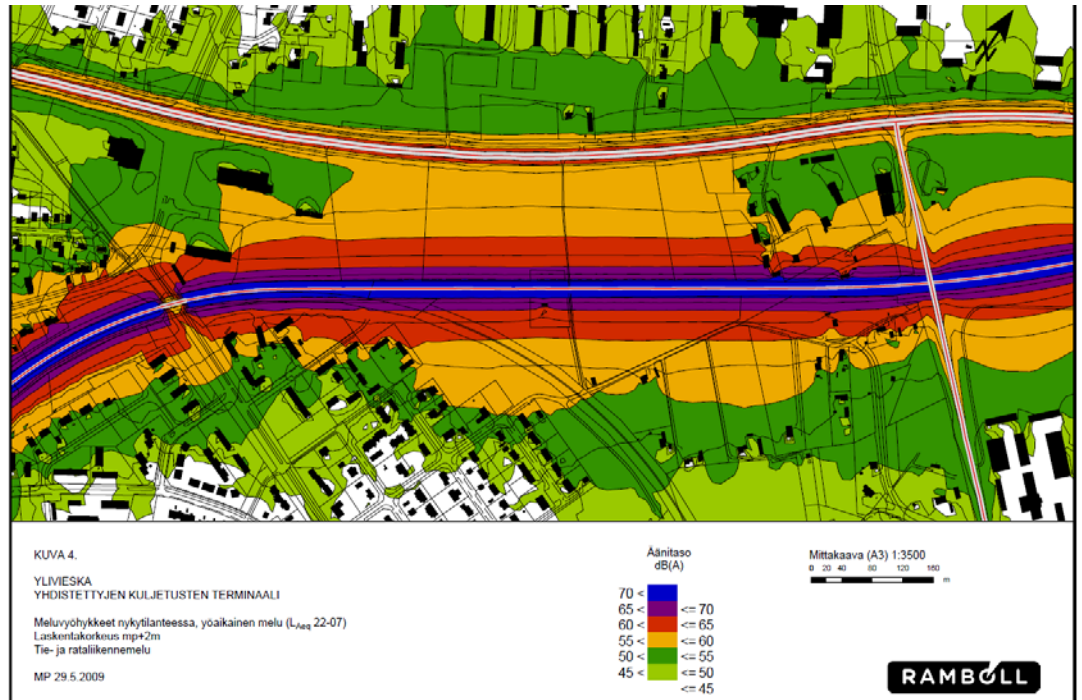 N
KUVA 4.
YLIVIESKA
YHDISTETTYJEN KULJETUSTEN TERMINAALI
Meluvyöhykkeet nykytilanteessa, yöaikainen melu (LAeq 22-07)
Laskentakorkeus mp+2m
Tie- ja rataliikennemelu
MP 29.5.2009
Äänitaso
dB(A)
70 <
65 < <= 70
60 < <= 65
55 < <= 60
50 < <= 55
45 < <= 50
<= 45
Mittakaava (A3) 1:3500
0 20 40 80 120 160
m
RAMBOLL